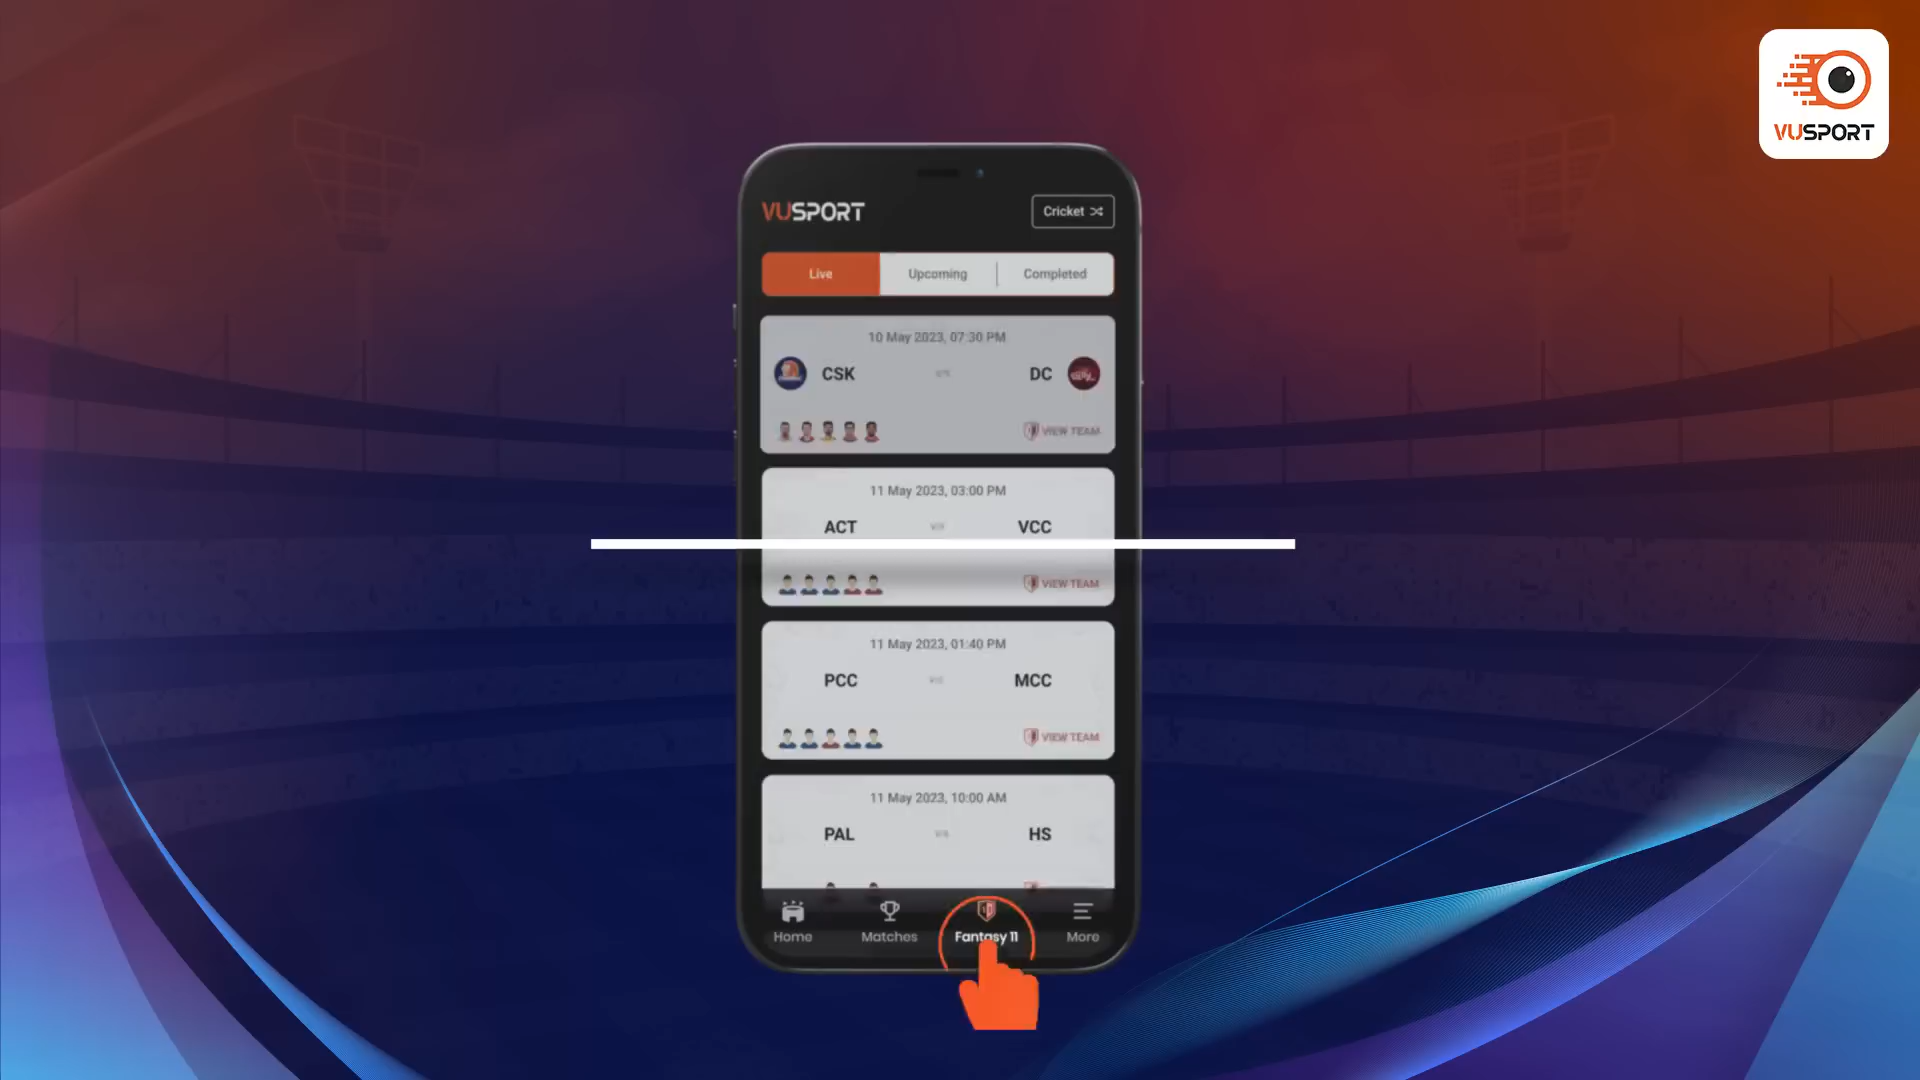 VUSPORT
VUSPORT
Cricket
Live
Upcoming
Completed
10 May 2023, 07:30 PM
CSK
DC
VIEW TEAM
11 May 2023, 03:00 PM
ACT
VCC
VIEW TEAM
11 May 2023, 01:40 PM
PCC
MCC
VIEW TEAM
11 May 2023, 10:00 AM
PAL
HS
Home
Matches
Fantasy 11
More